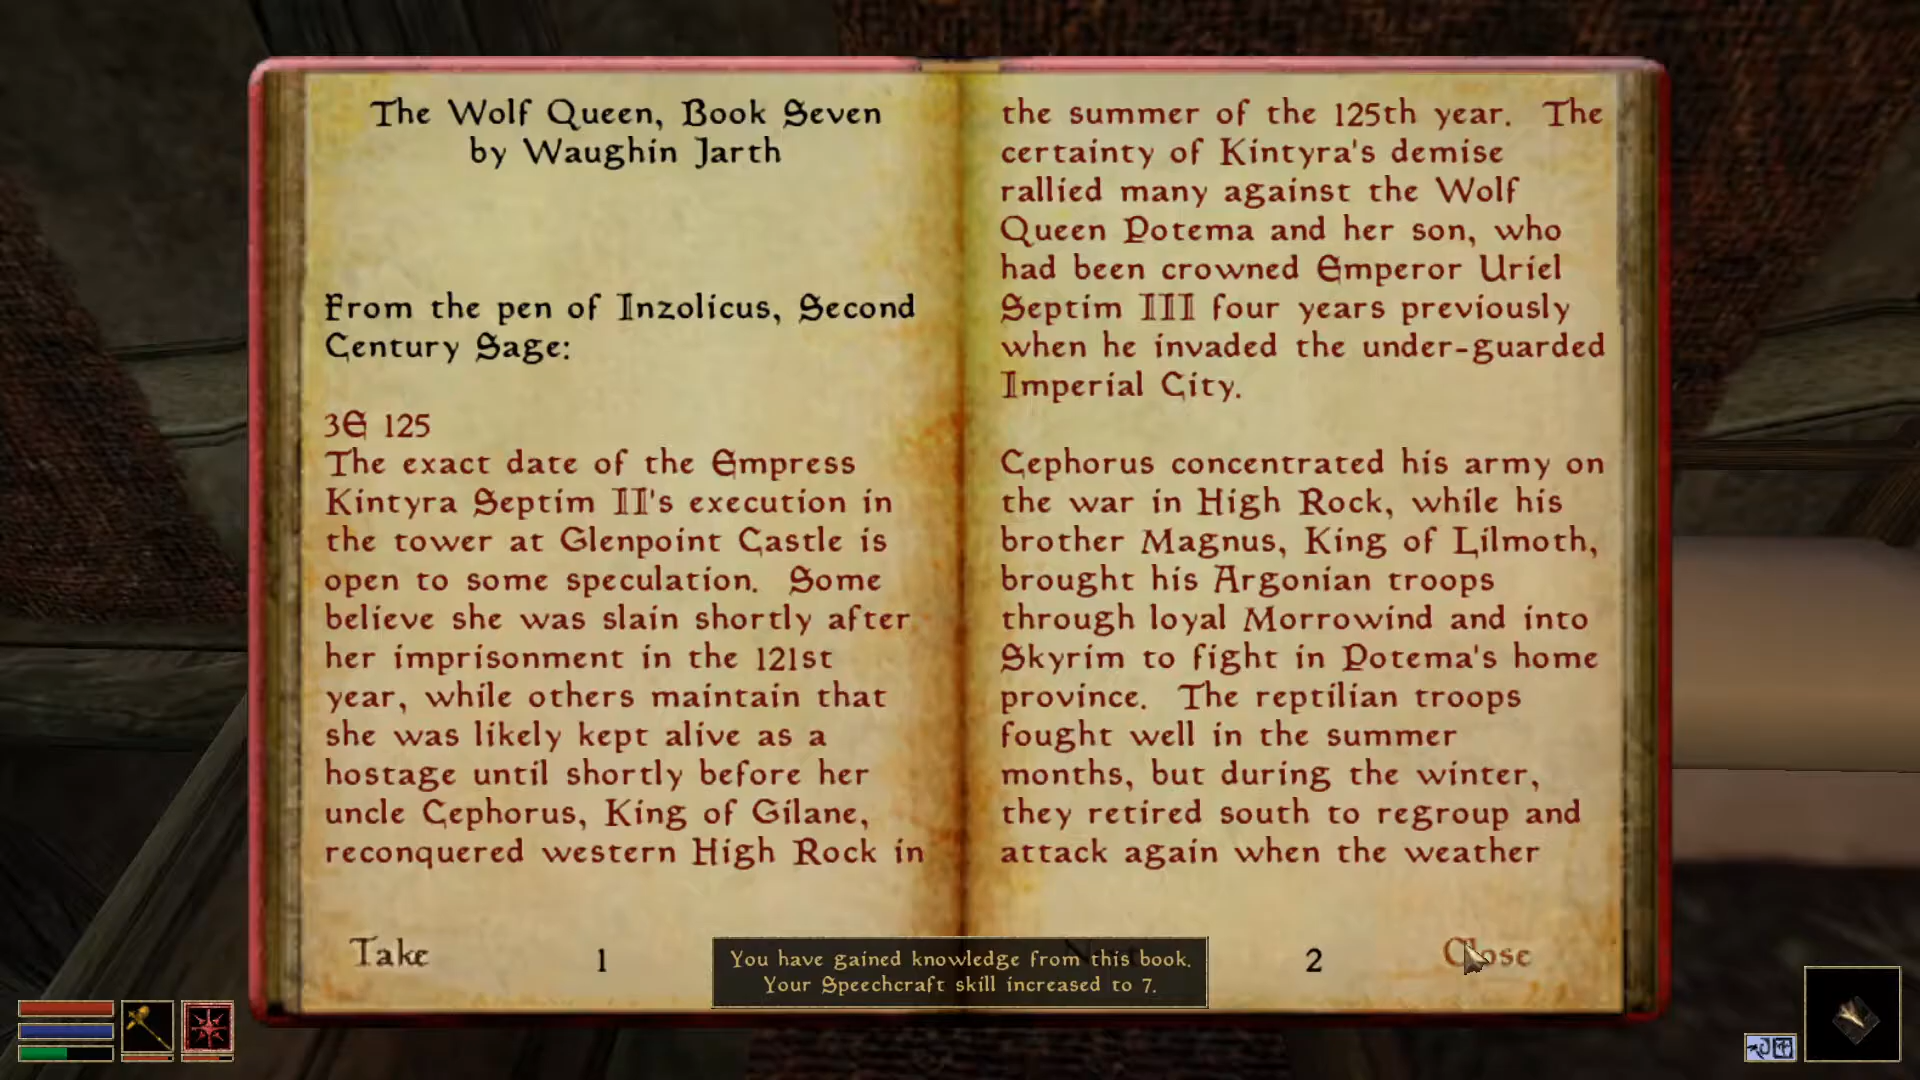 The Wolf Queen, Book Seven
by Waughin Jarth
From the pen of Inzolicus, Second
Century Sage:
3E 125
The exact date of the Empress
Kintyra Septim II's execution in
the tower at Glenpoint Castle is
open to some speculation. Some
believe she was slain shortly after
her imprisonment in the 121st
year, while others maintain that
she was likely kept alive as a
hostage until shortly before her
uncle Cephorus, King of Gilane,
reconquered western High Rock in
the summer of the 125th year. The
certainty of Kintyra's demise
rallied many against the Wolf
Queen Potema and her son, who
had been crowned Emperor Uriel
Septim III four years previously
when he invaded the under-guarded
Imperial City.
Cephorus concentrated his army on
the war in High Rock, while his
brother Magnus, King of Lilmoth,
brought his Argonian troops
through loyal Morrowind and into
Skyrim to fight in Potema's home
province. The reptilian troops
fought well in the summer
months, but during the winter,
they retired south to regroup and
attack again when the weather
Take
1
2
Close
You have gained knowledge from this book.
Your Speechcraft skill increased to 7.